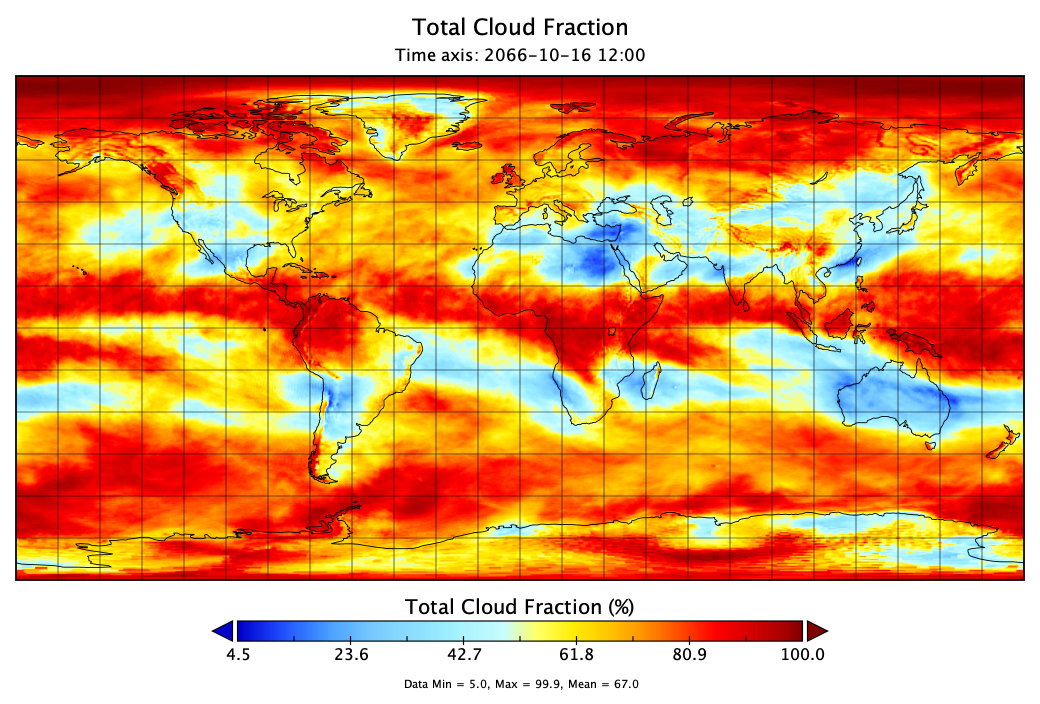 Total Cloud Fraction
Time axis: 2066-10-16 12:00
Total Cloud Fraction (%)
4.5 23.6 42.7 61.8 80.9 100.0
Data Min = 5.0, Max = 99.9, Mean = 67.0